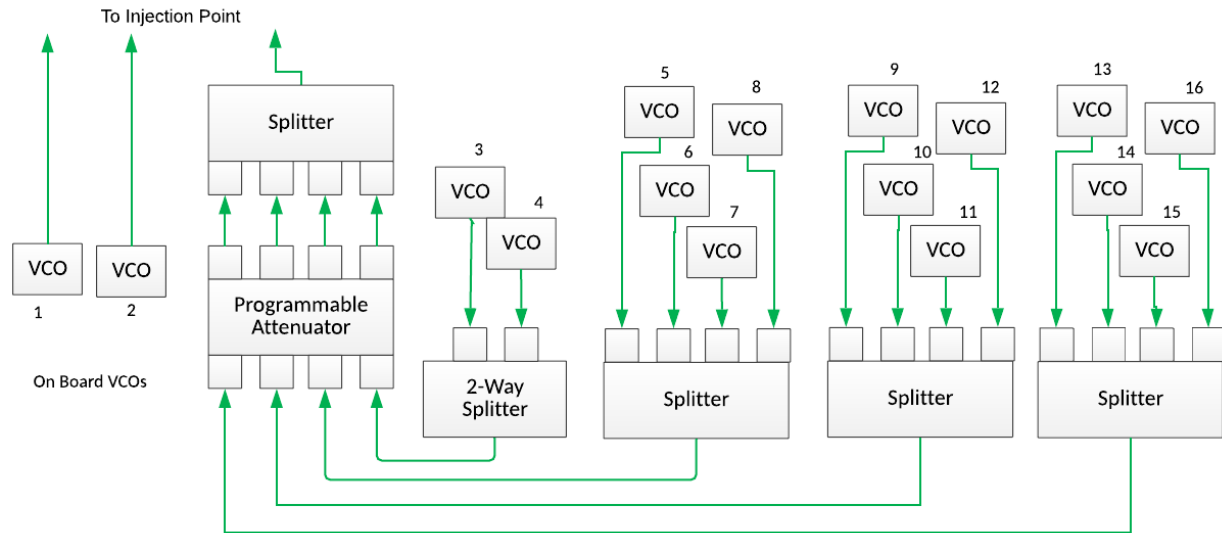 To Injection Point
Splitter
VCO
1
VCO
2
On Board VCOs
Programmable
Attenuator
3
VCO
4
VCO
2-Way
Splitter
5
VCO
6
VCO
7
VCO
8
VCO
Splitter
9
VCO
10
VCO
11
VCO
12
VCO
Splitter
13
VCO
14
VCO
15
VCO
16
VCO
Splitter